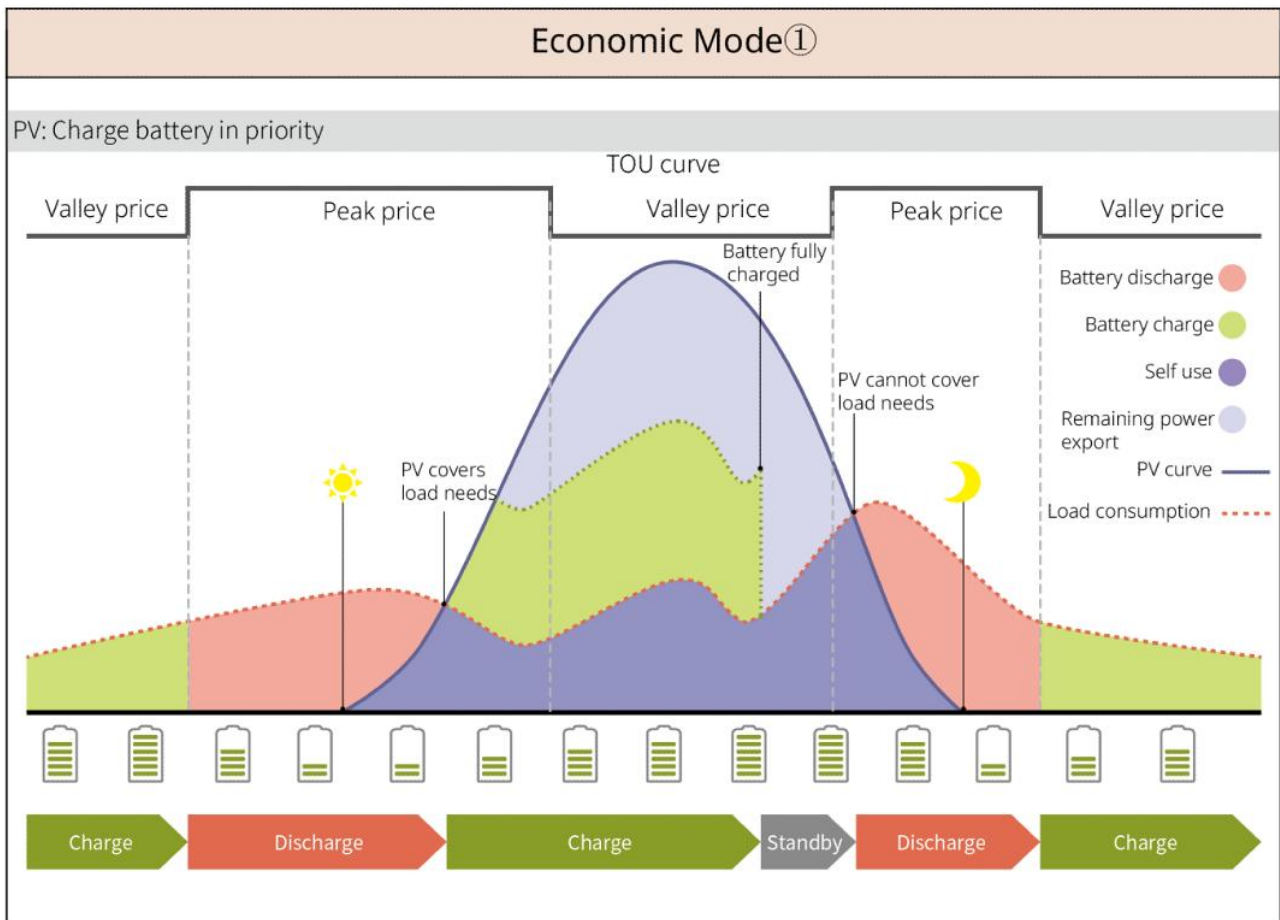 Economic Mode①
PV: Charge battery in priority
TOU curve
Valley price
Peak price
Valley price
Peak price
Valley price
Battery fully
charged
Battery discharge
Battery charge
Self use
Remaining power
export
PV curve
Load consumption
PV cannot cover
load needs
PV covers
load needs
Charge
Discharge
Charge
Standby
Discharge
Charge